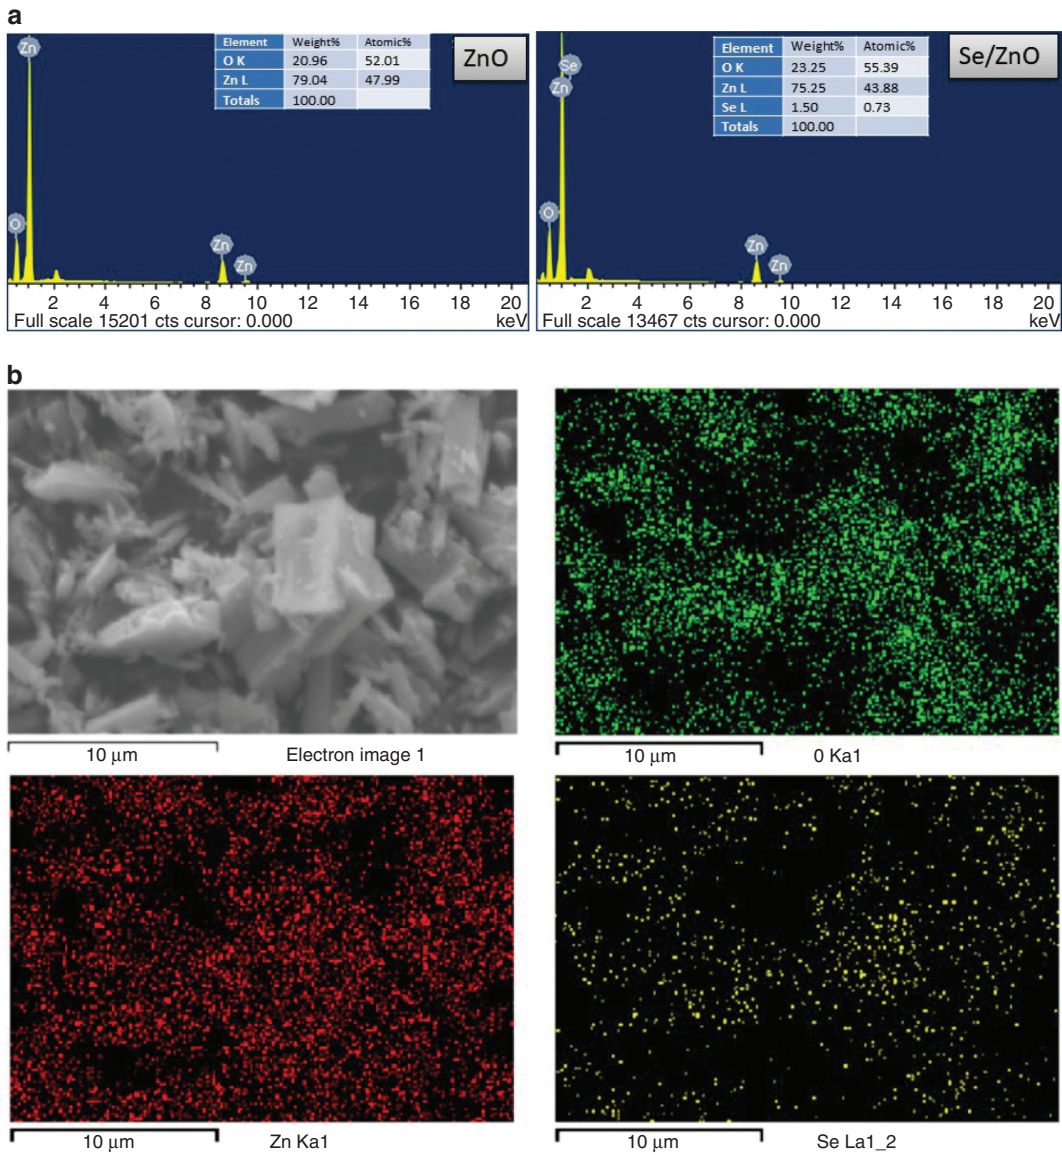 a
Zn
O
Zn
Zn
Element Weight% Atomic%
O K 20.96 52.01
Zn L 79.04 47.99
Totals 100.00
ZnO
2 4 6 8 10 12 14 16 18 20
Full scale 15201 cts cursor: 0.000 keV
Se
Zn
O
Zn
Zn
Element Weight% Atomic%
O K 23.25 55.39
Zn L 75.25 43.88
Se L 1.50 0.73
Totals 100.00
Se/ZnO
2 4 6 8 10 12 14 16 18 20
Full scale 13467 cts cursor: 0.000 keV
b
10 μm Electron image 1
10 μm 0 Ka1
10 μm Zn Ka1
10 μm Se La1_2